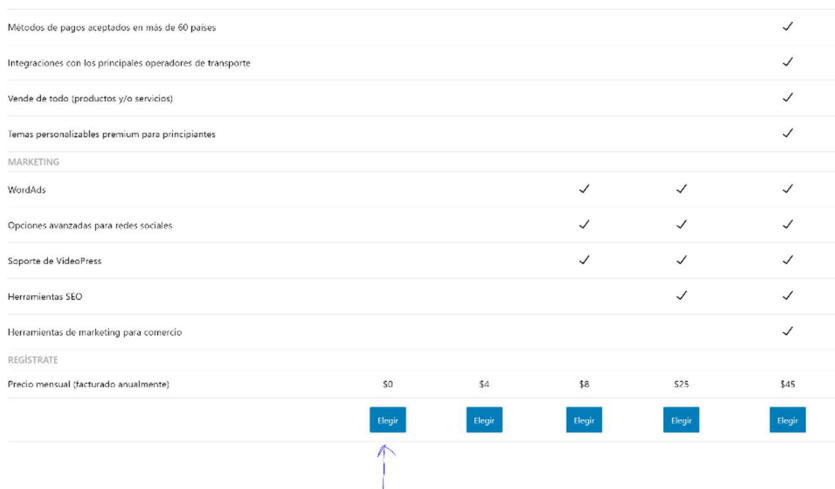 Métodos de pagos aceptados en más de 60 países
Integraciones con los principales operadores de transporte
Vende de todo (productos y/o servicios)
Temas personalizables premium para principiantes
MARKETING
WordAds
Opciones avanzadas para redes sociales
Soporte de VideoPress
Herramientas SEO
Herramientas de marketing para comercio
REGÍSTRATE
Precio mensual (facturado anualmente) $0 $4 $8 $25 $45
Elegir Elegir Elegir Elegir Elegir